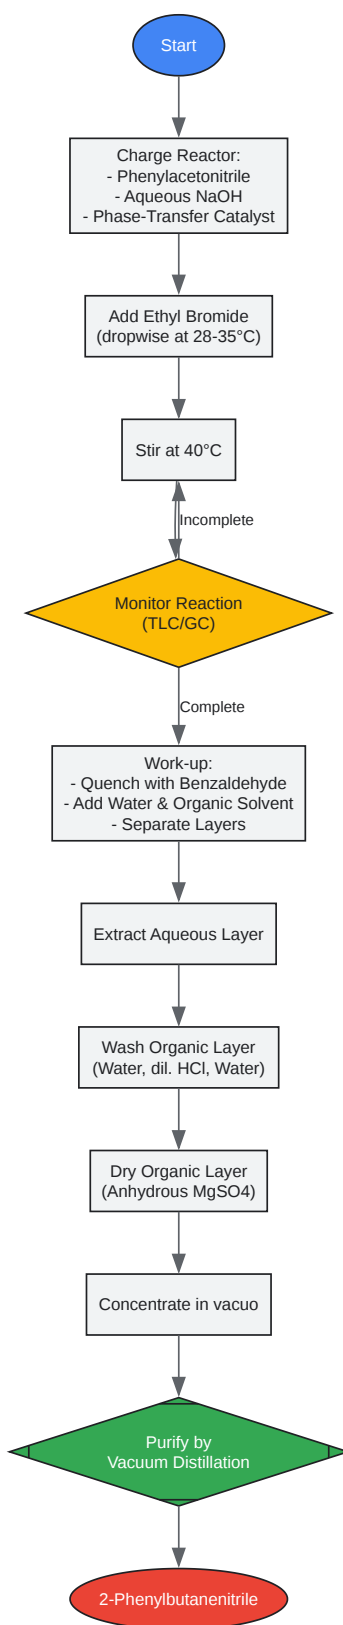 Start
Charge Reactor:
- Phenylacetonitrile
- Aqueous NaOH
- Phase-Transfer Catalyst
Add Ethyl Bromide
(dropwise at 28-35°C)
Stir at 40°C
Incomplete
Monitor Reaction
(TLC/GC)
Complete
Work-up:
- Quench with Benzaldehyde
- Add Water & Organic Solvent
- Separate Layers
Extract Aqueous Layer
Wash Organic Layer
(Water, dil. HCl, Water)
Dry Organic Layer
(Anhydrous MgSO4)
Concentrate in vacuo
Purify by
Vacuum Distillation
2-Phenylbutanenitrile